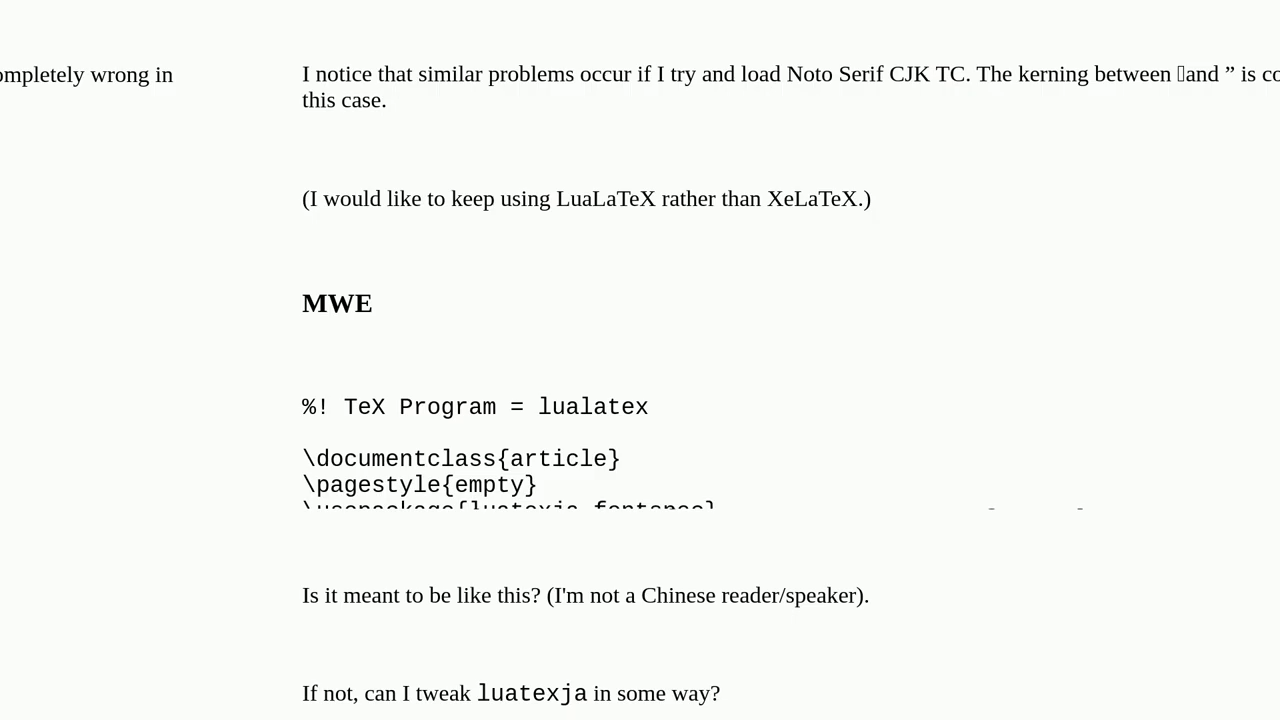 ompletely wrong in
I notice that similar problems occur if I try and load Noto Serif CJK TC. The kerning between and ” is co
this case.
(I would like to keep using LuaLaTeX rather than XeLaTeX.)
MWE
%! TeX Program = lualatex
\documentclass{article}
\pagestyle{empty}
Is it meant to be like this? (I'm not a Chinese reader/speaker).
If not, can I tweak luatexja in some way?